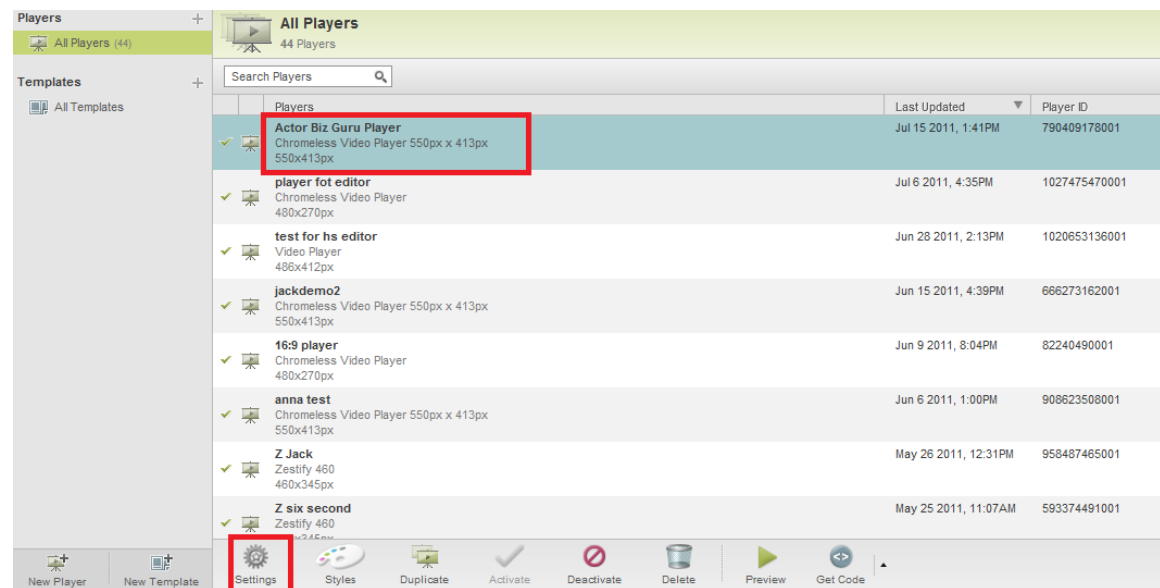 Players
All Players (44)
Templates
All Templates
New Player
New Template
All Players
44 Players
Search Players
Players Last Updated Player ID
Actor Biz Guru Player Jul 15 2011, 1:41PM 790409178001
Chromeless Video Player 550px x 413px
550x413px
player fot editor Jul 6 2011, 4:35PM 1027475470001
Chromeless Video Player
480x270px
test for hs editor Jun 28 2011, 2:13PM 1020653136001
Video Player
486x412px
jackdemo2 Jun 15 2011, 4:39PM 666273162001
Chromeless Video Player 550px x 413px
550x413px
16:9 player Jun 9 2011, 8:04PM 82240490001
Chromeless Video Player
480x270px
anna test Jun 6 2011, 1:00PM 908623508001
Chromeless Video Player 550px x 413px
550x413px
Z Jack May 26 2011, 12:31PM 958487465001
Zestify 460
460x345px
Z six second May 25 2011, 11:07AM 593374491001
Zestify 460
Settings Styles Duplicate Activate Deactivate Delete Preview Get Code